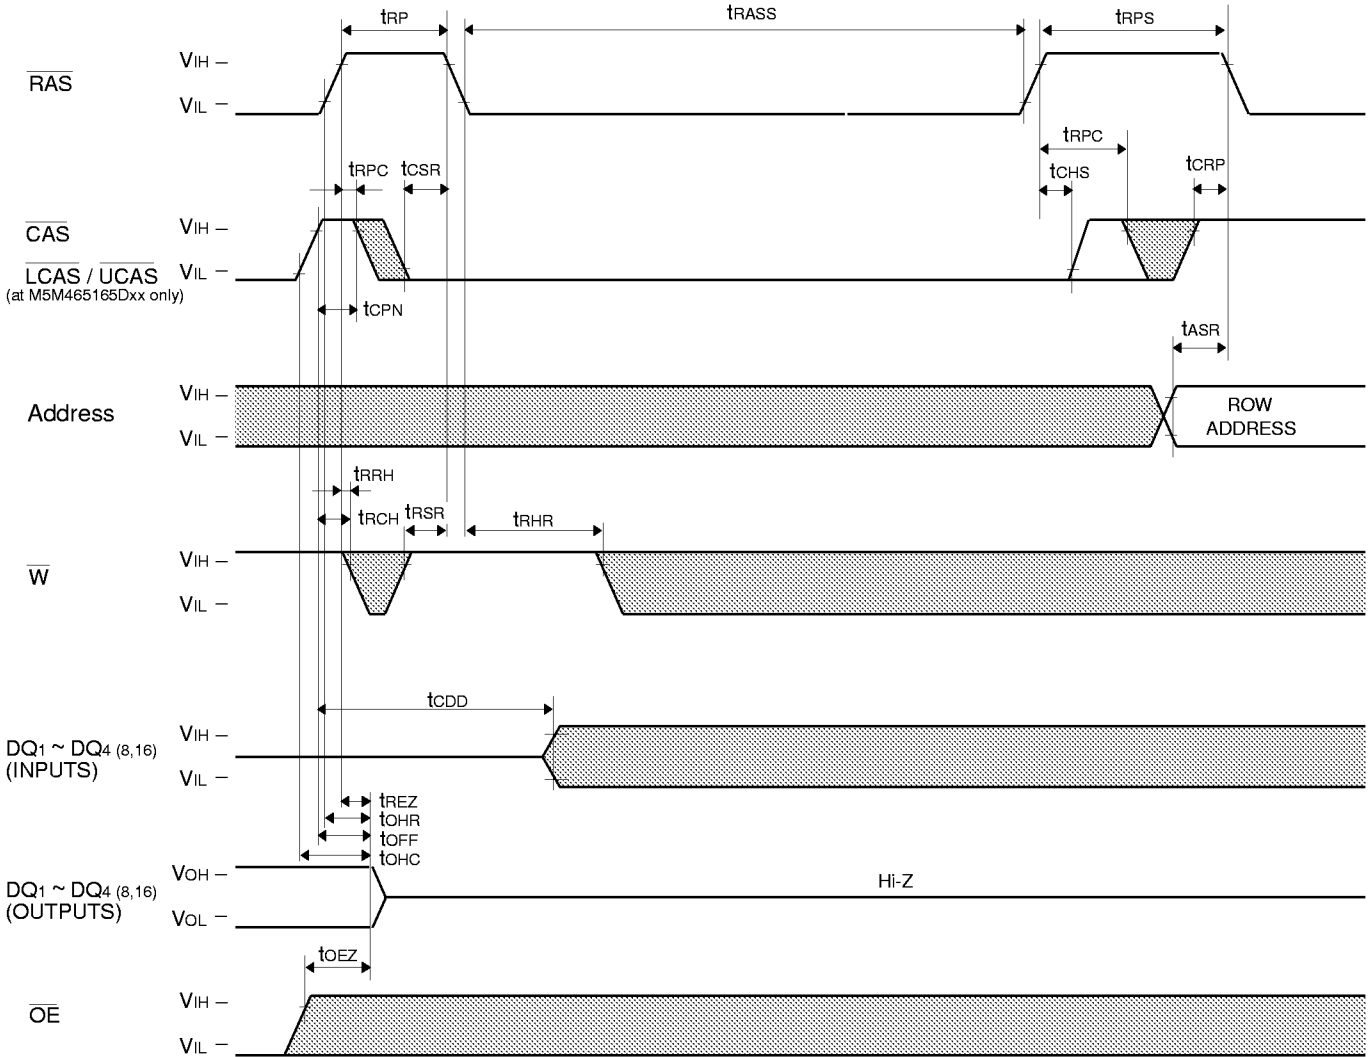 tRP tRASS tRPS
RAS VIH
VIL
tRPC tCSR tRPC
tCHS tCRP
CAS VIH
LCAS / UCAS VIL
(at M5M465165Dxx only)
tCPN
tASR
Address VIH
VIL
ROW
ADDRESS
tRRH
tRCH tRSR tRHR
W VIH
VIL
tCDD
DQ1 ~ DQ4 (8,16) VIH
(INPUTS) VIL
tREZ
tOHR
tOFF
tOHC
DQ1 ~ DQ4 (8,16) VOH
(OUTPUTS) VOL
Hi-Z
tOEZ
OE VIH
VIL